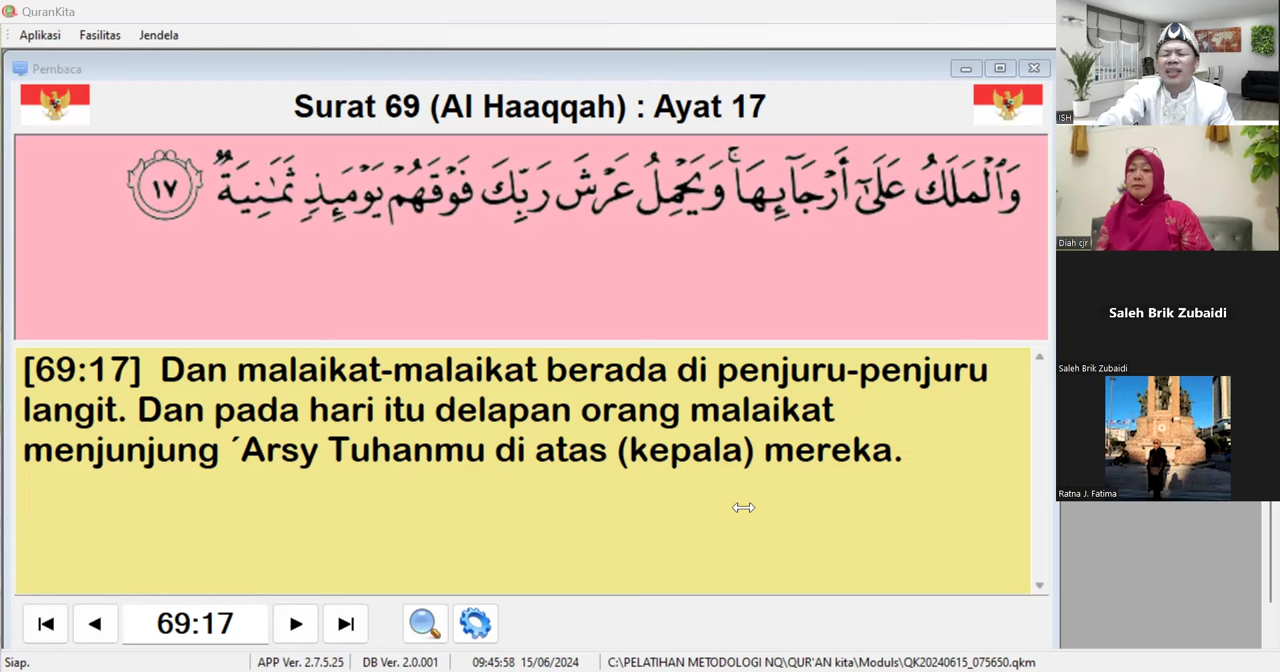 QuranKita
Aplikasi Fasilitas Jendela
Pembaca
Surat 69 (Al Haaqqah) : Ayat 17
وَٱلۡمَلَكُ عَلَىٰٓ أَرۡجَآئِهَاۚ وَيَحۡمِلُ عَرۡشَ رَبِّكَ فَوۡقَهُمۡ يَوۡمَئِذٖ ثَمَٰنِيَةٞ ١٧
[69:17] Dan malaikat-malaikat berada di penjuru-penjuru
langit. Dan pada hari itu delapan orang malaikat
menjunjung ´Arsy Tuhanmu di atas (kepala) mereka.
69:17
Siap. APP Ver. 2.7.5.25 DB Ver. 2.0.001 09:45:58 15/06/2024 C:\PELATIHAN METODOLOGI NQ\QUR'AN kita\Moduls\QK20240615_075650.qkm
ISH
Diah cjr
Saleh Brik Zubaidi
Saleh Brik Zubaidi
Ratna J. Fatima